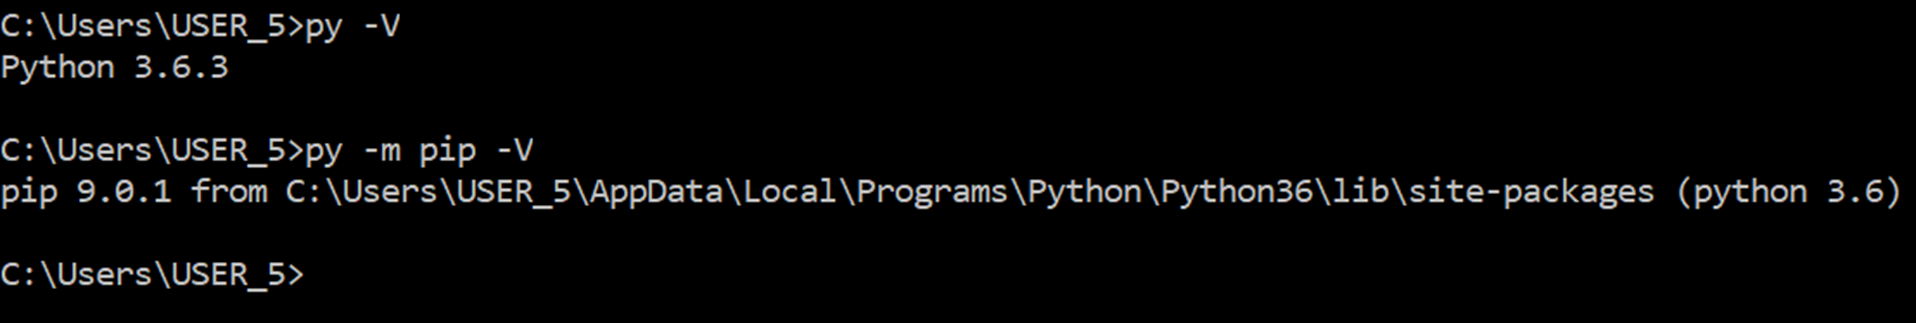 C:\Users\USER_5>py -V
Python 3.6.3
C:\Users\USER_5>py -m pip -V
pip 9.0.1 from C:\Users\USER_5\AppData\Local\Programs\Python\Python36\lib\site-packages (python 3.6)
C:\Users\USER_5>